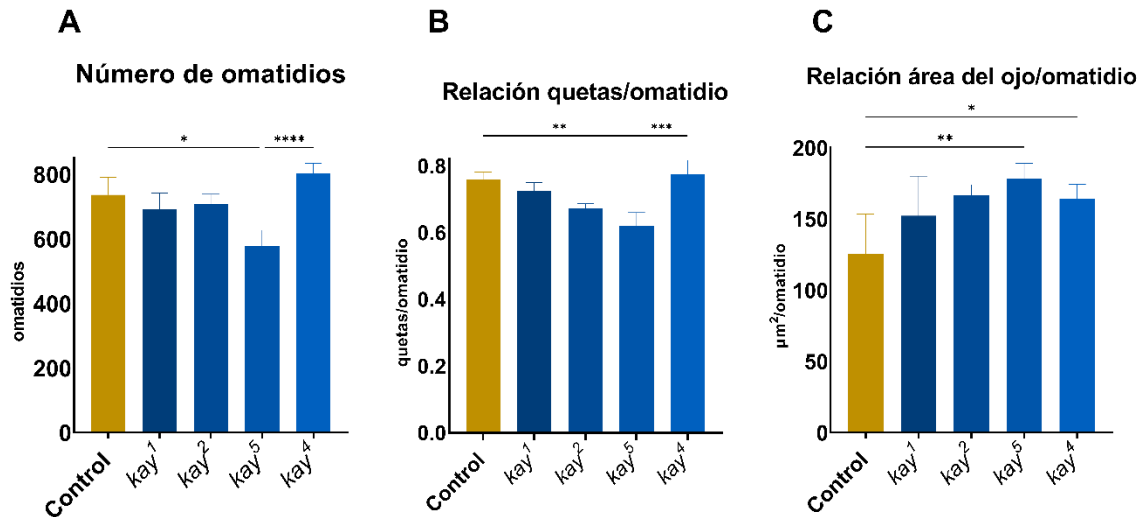 A
Número de omatidios
* ****
omatidios
800
600
400
200
0
Control kay¹ kay² kay⁵ kay⁴
B
Relación quetas/omatidio
** ***
quetas/omatidio
0.8
0.6
0.4
0.2
0.0
Control kay¹ kay² kay⁵ kay⁴
C
Relación área del ojo/omatidio
*
**
µm²/omatidio
200
150
100
50
0
Control kay¹ kay² kay⁵ kay⁴